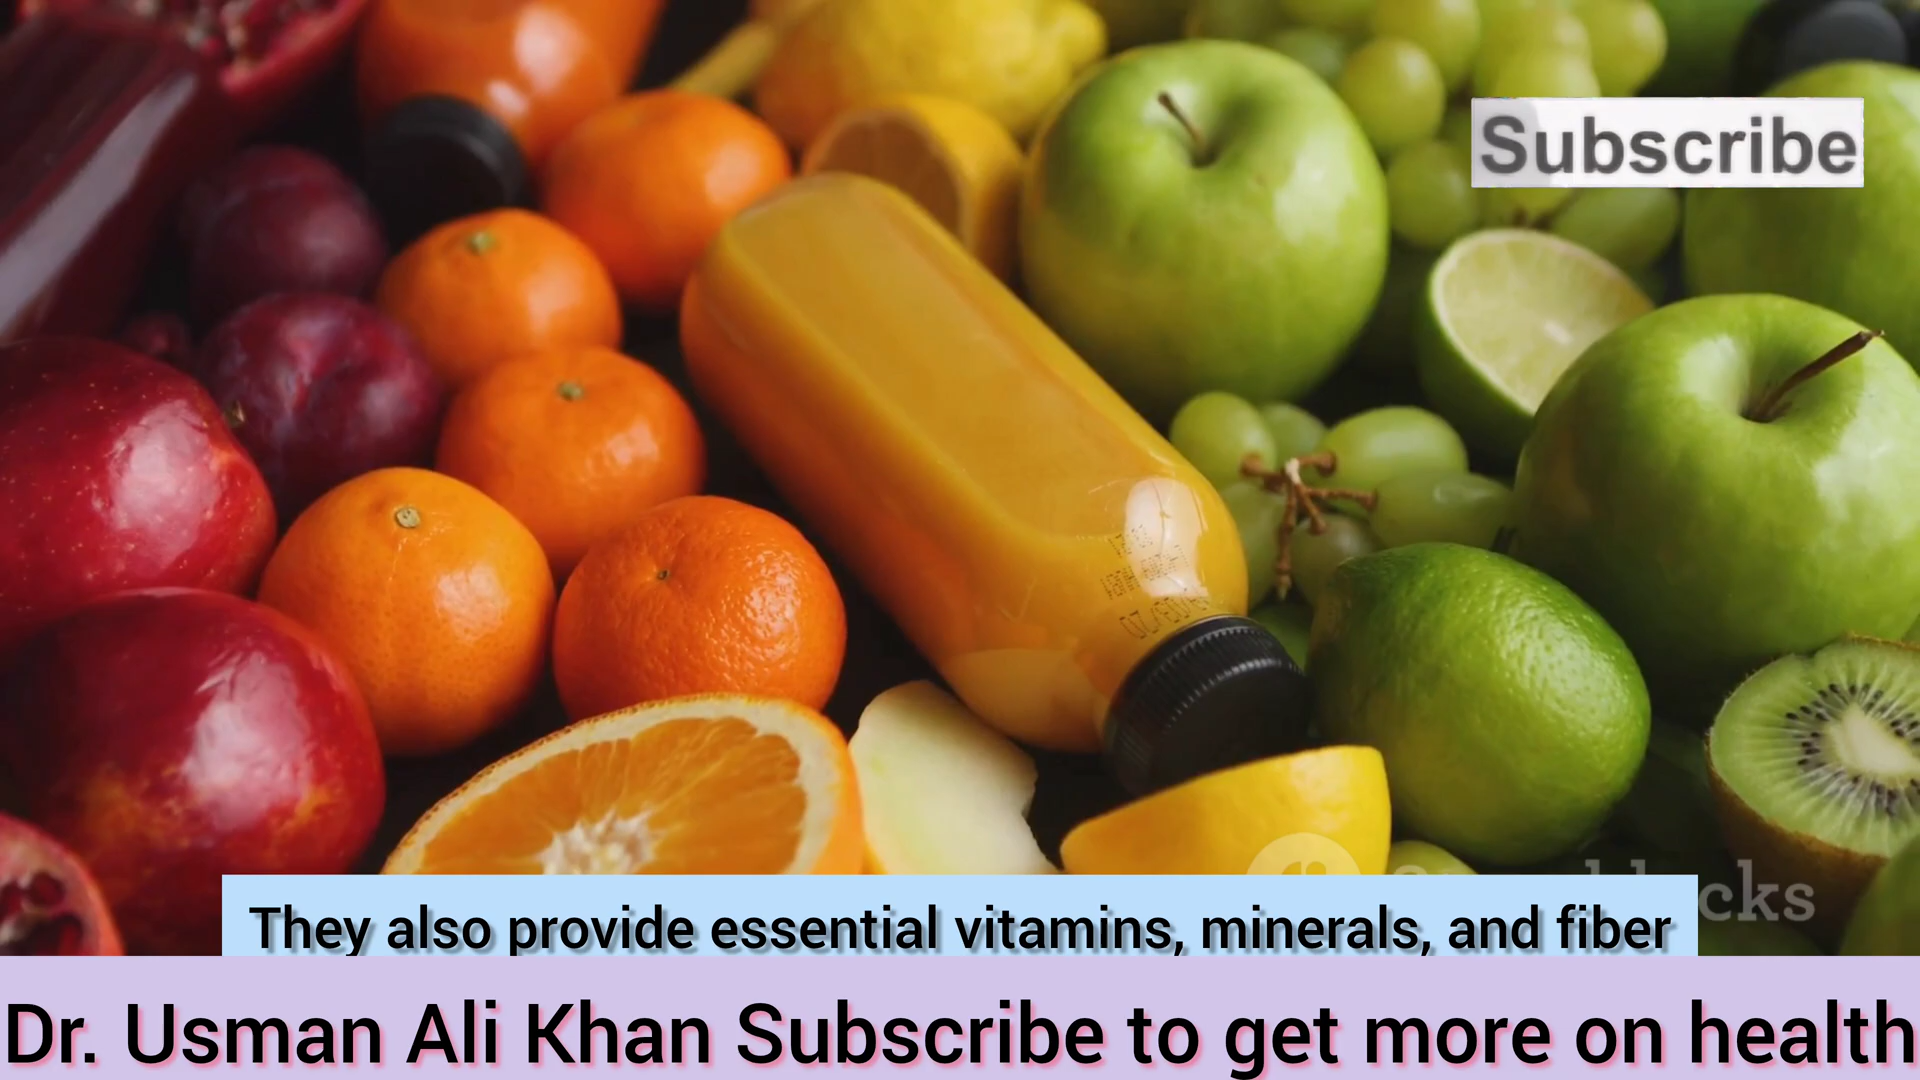 Subscribe
They also provide essential vitamins, minerals, and fiber
Dr. Usman Ali Khan Subscribe to get more on health